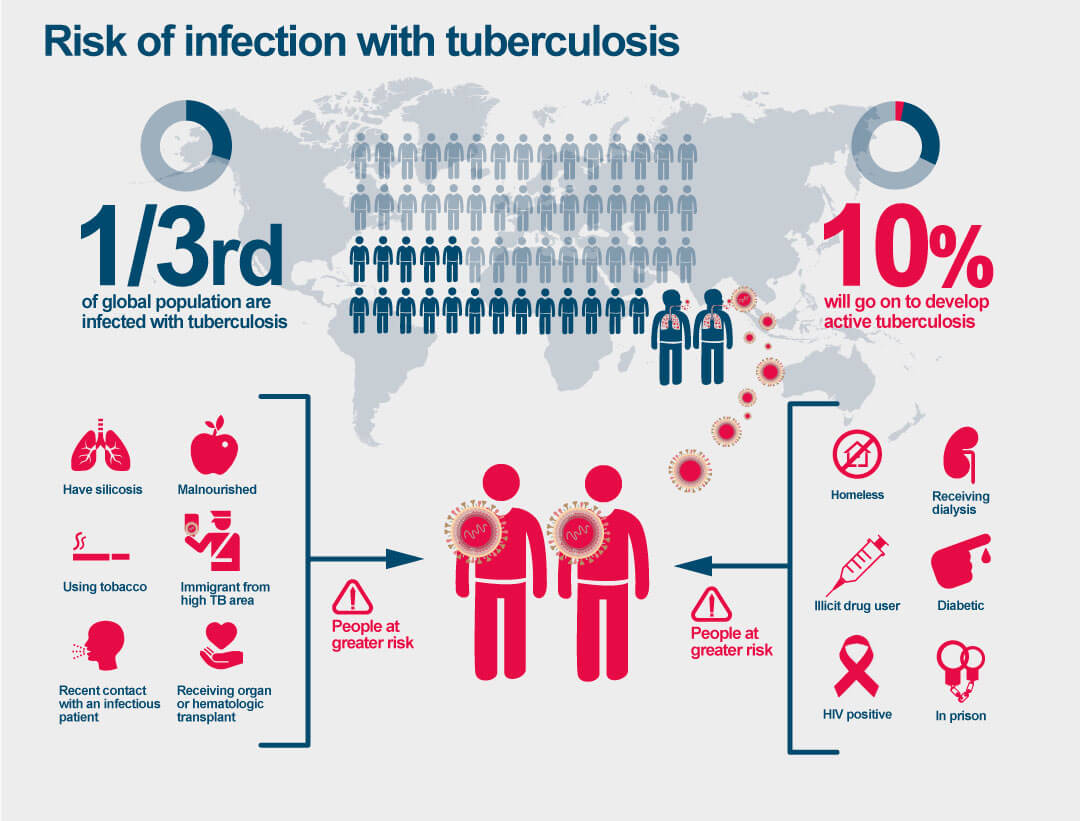 Risk of infection with tuberculosis
1/3rd
of global population are
infected with tuberculosis
10%
will go on to develop
active tuberculosis
Have silicosis
Malnourished
Using tobacco
Immigrant from
high TB area
Recent contact
with an infectious
patient
Receiving organ
or hematologic
transplant
People at
greater risk
People at
greater risk
Homeless
Receiving
dialysis
Illicit drug user
Diabetic
HIV positive
In prison